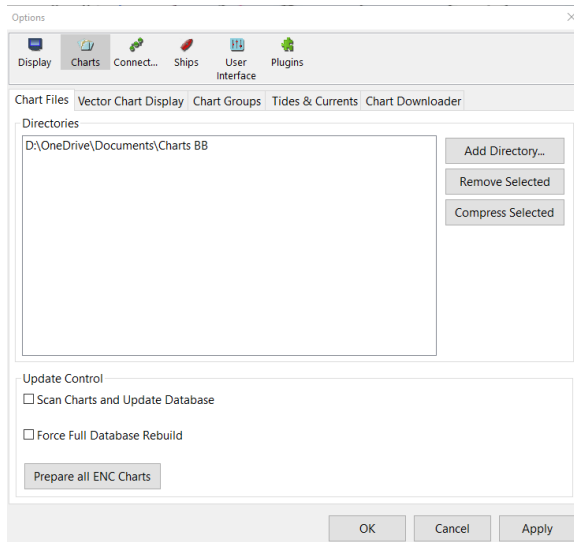 Options
Display Charts Connect... Ships User Interface Plugins
Chart Files Vector Chart Display Chart Groups Tides & Currents Chart Downloader
Directories
D:\OneDrive\Documents\Charts BB
Add Directory...
Remove Selected
Compress Selected
Update Control
Scan Charts and Update Database
Force Full Database Rebuild
Prepare all ENC Charts
OK Cancel Apply